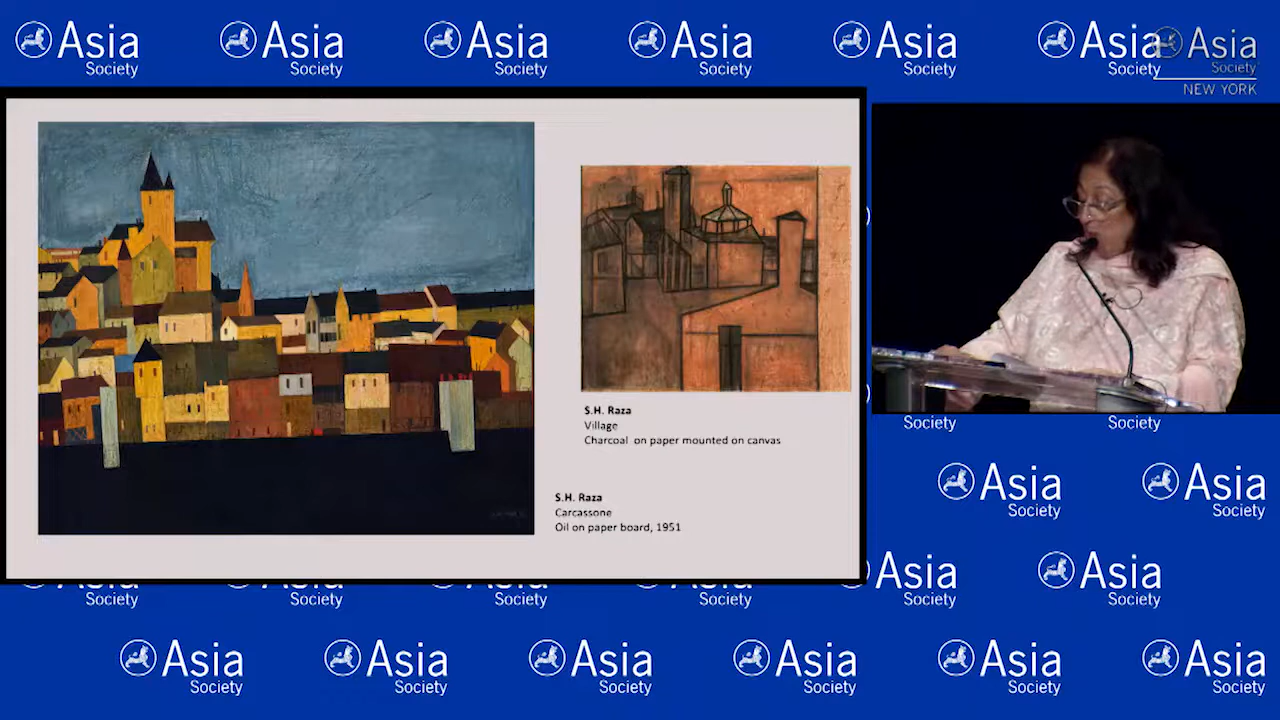 Asia Asia Asia Asia Asia Asia Asia
Society Society Society Society Society Society Society
NEW YORK
S.H. Raza
Village
Charcoal on paper mounted on canvas
S.H. Raza
Carcassone
Oil on paper board, 1951
Society Society
Asia Asia
Society Society
Asia Asia
Society Society Society Society Society Society
Asia Asia Asia Asia Asia Asia
Society Society Society Society Society Society